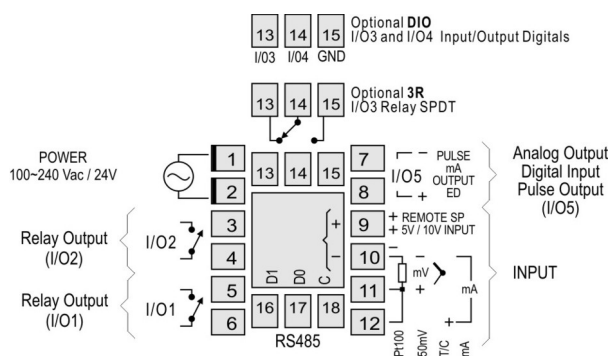 13 14 15
Optional DIO
I/O3 and I/O4 Input/Output Digitals
I/03 I/04 GND
13 14 15
Optional 3R
I/O3 Relay SPDT
POWER
100~240 Vac / 24V
1
2
13 14 15
7
8
I/O5
PULSE
mA
OUTPUT
ED
− +
Analog Output
Digital Input
Pulse Output
(I/O5)
Relay Output
(I/O2)
I/O2
3
4
Relay Output
(I/O1)
I/O1
5
6
+
−
D1 D0 C
16 17 18
RS485
9
10
11
12
+ REMOTE SP
+ 5V / 10V INPUT
−
mV
+
−
+
mA
+
Pt100
50mV
T/C
mA
INPUT